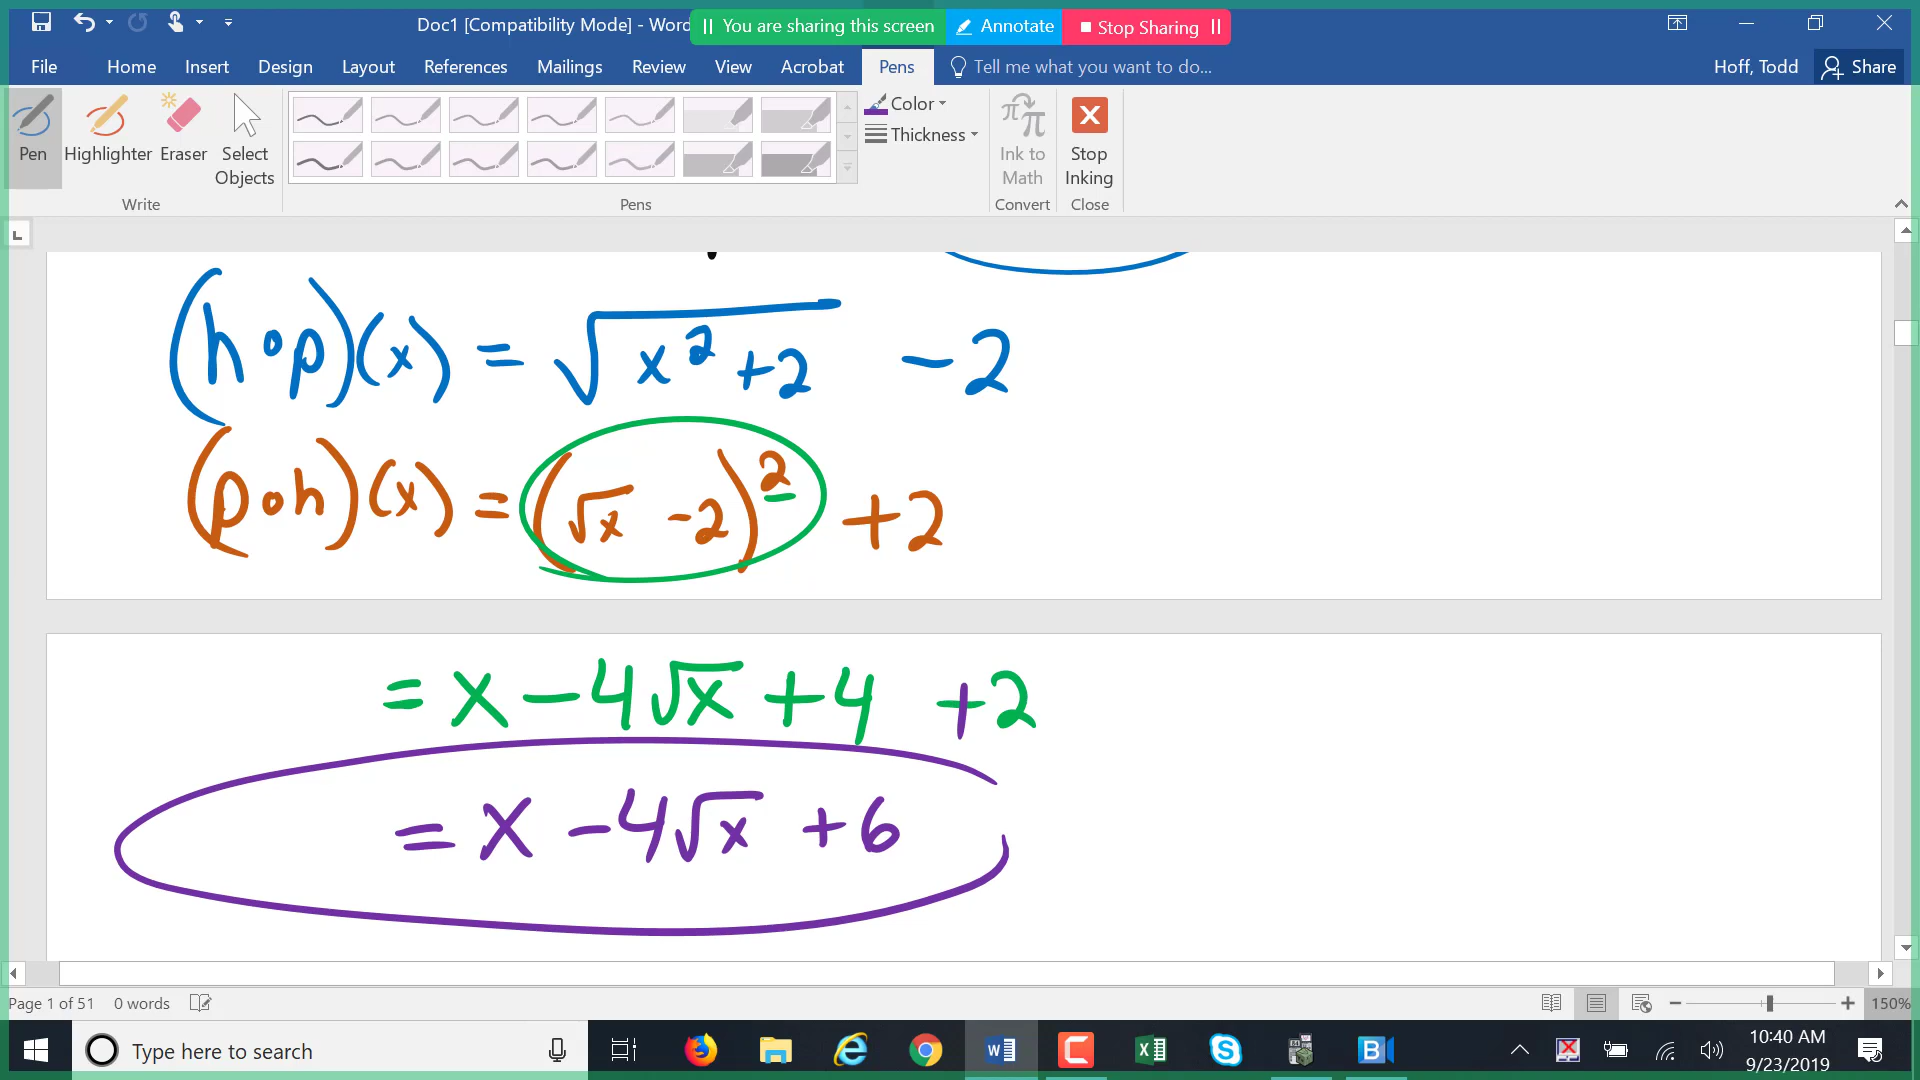 Doc1 [Compatibility Mode] - Word
You are sharing this screen
Annotate
Stop Sharing
File Home Insert Design Layout References Mailings Review View Acrobat Pens Tell me what you want to do... Hoff, Todd Share
Pen Highlighter Eraser Select Objects
Write
Pens
Color
Thickness
Ink to Math
Convert
Stop Inking
Close
(h∘p)(x) = √(x² + 2) − 2
(p∘h)(x) = (√x − 2)² + 2
= x − 4√x + 4 + 2
= x − 4√x + 6
Page 1 of 51 0 words 150%
Type here to search
10:40 AM
9/23/2019